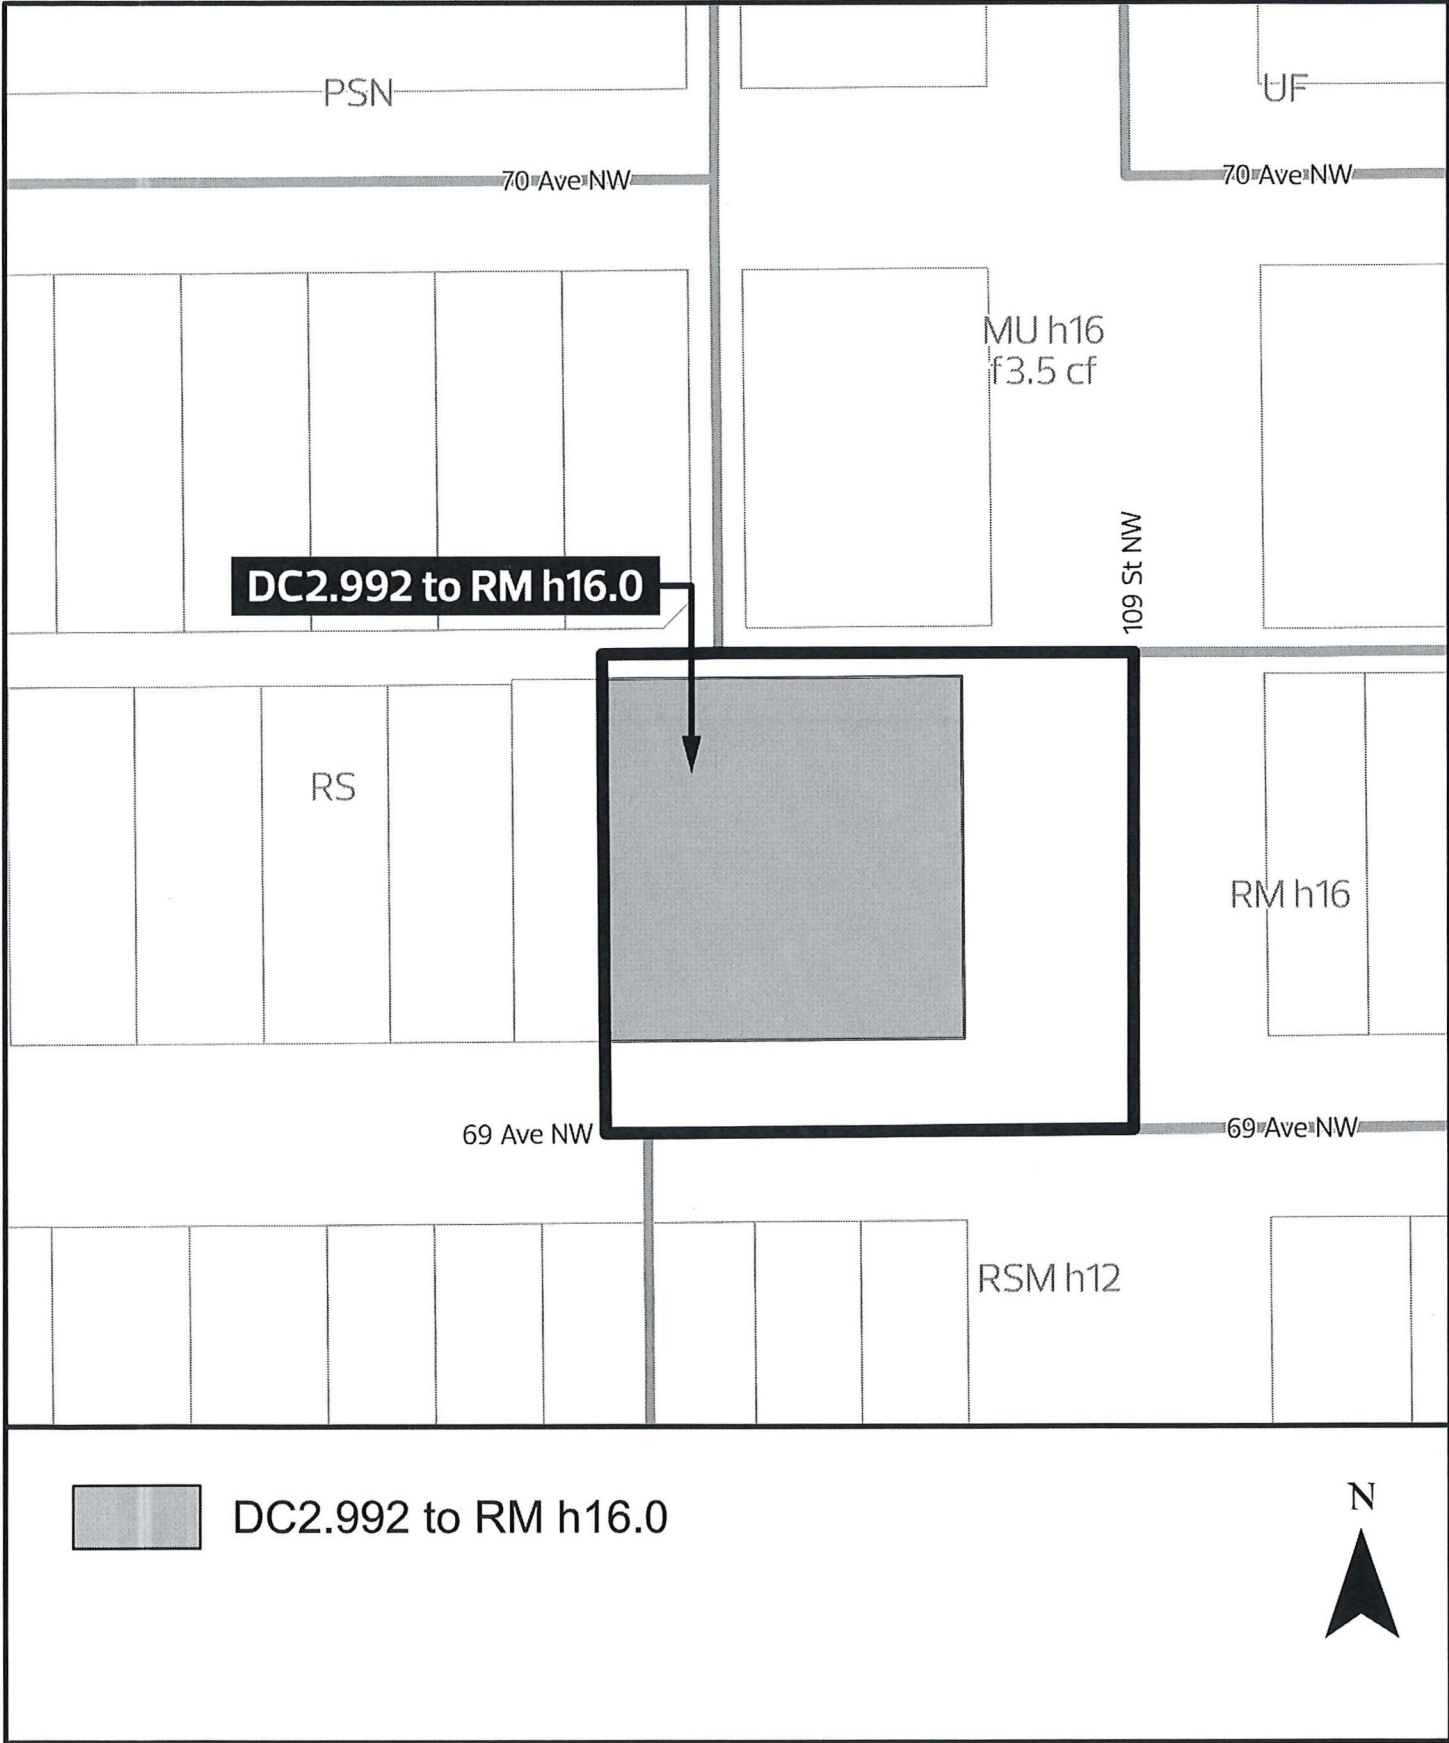 PSN
UF
70 Ave NW
70 Ave NW
MU h16
f3.5 cf
109 St NW
DC2.992 to RM h16.0
RS
RM h16
69 Ave NW
69 Ave NW
RSM h12
DC2.992 to RM h16.0
N